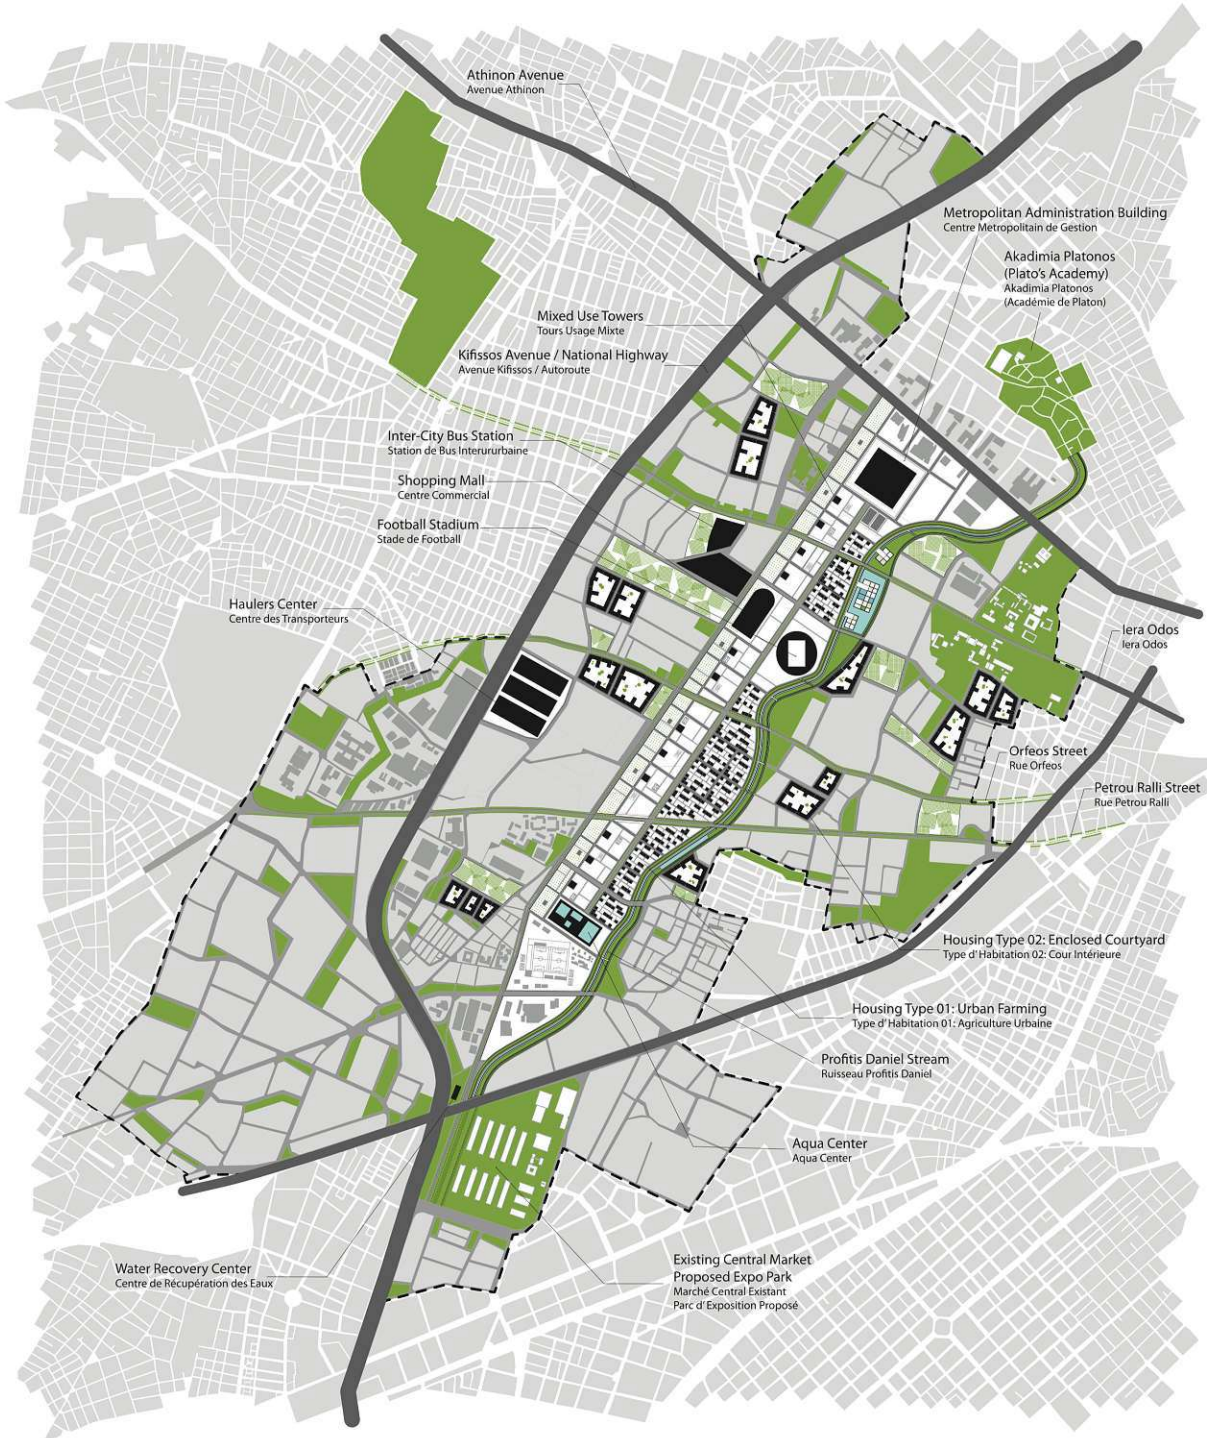 Athinon Avenue
Avenue Athinon
Metropolitan Administration Building
Centre Metropolitain de Gestion
Akadimia Platonos
(Plato's Academy)
Akadimia Platonos
(Académie de Platon)
Mixed Use Towers
Tours Usage Mixte
Kifissos Avenue / National Highway
Avenue Kifissos / Autoroute
Inter-City Bus Station
Station de Bus Interururbaine
Shopping Mall
Centre Commercial
Football Stadium
Stade de Football
Haulers Center
Centre des Transporteurs
Iera Odos
Iera Odos
Orfeos Street
Rue Orfeos
Petrou Ralli Street
Rue Petrou Ralli
Housing Type 02: Enclosed Courtyard
Type d'Habitation 02: Cour Intérieure
Housing Type 01: Urban Farming
Type d'Habitation 01: Agriculture Urbaine
Profitis Daniel Stream
Ruisseau Profitis Daniel
Aqua Center
Aqua Center
Water Recovery Center
Centre de Récupération des Eaux
Existing Central Market
Proposed Expo Park
Marché Central Existant
Parc d'Exposition Proposé